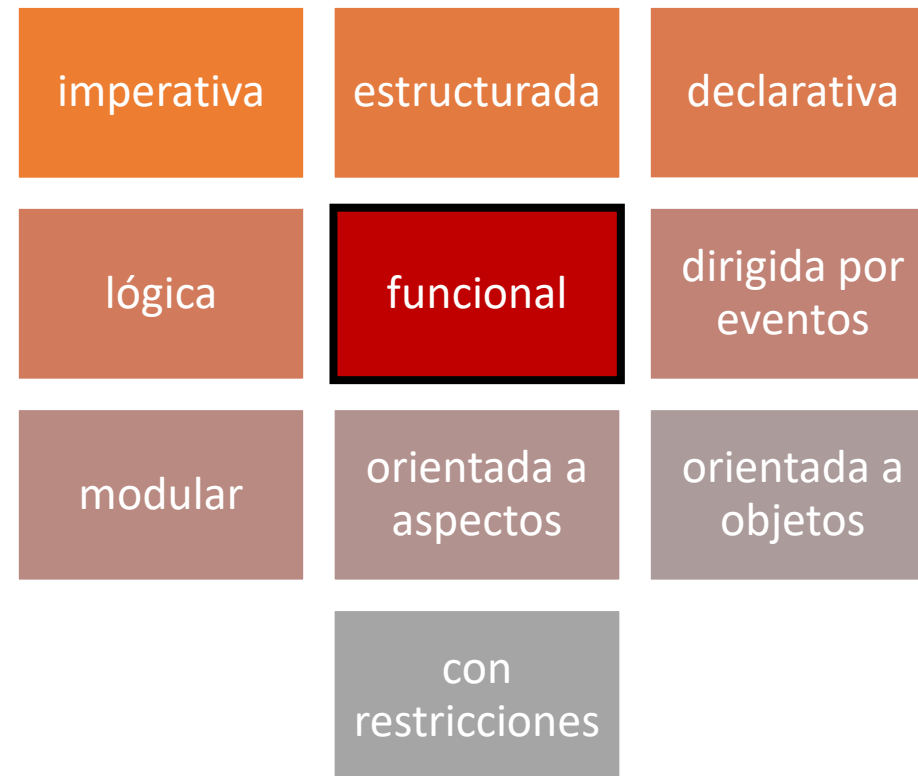 imperativa
estructurada
declarativa
lógica
funcional
dirigida por
eventos
modular
orientada a
aspectos
orientada a
objetos
con
restricciones